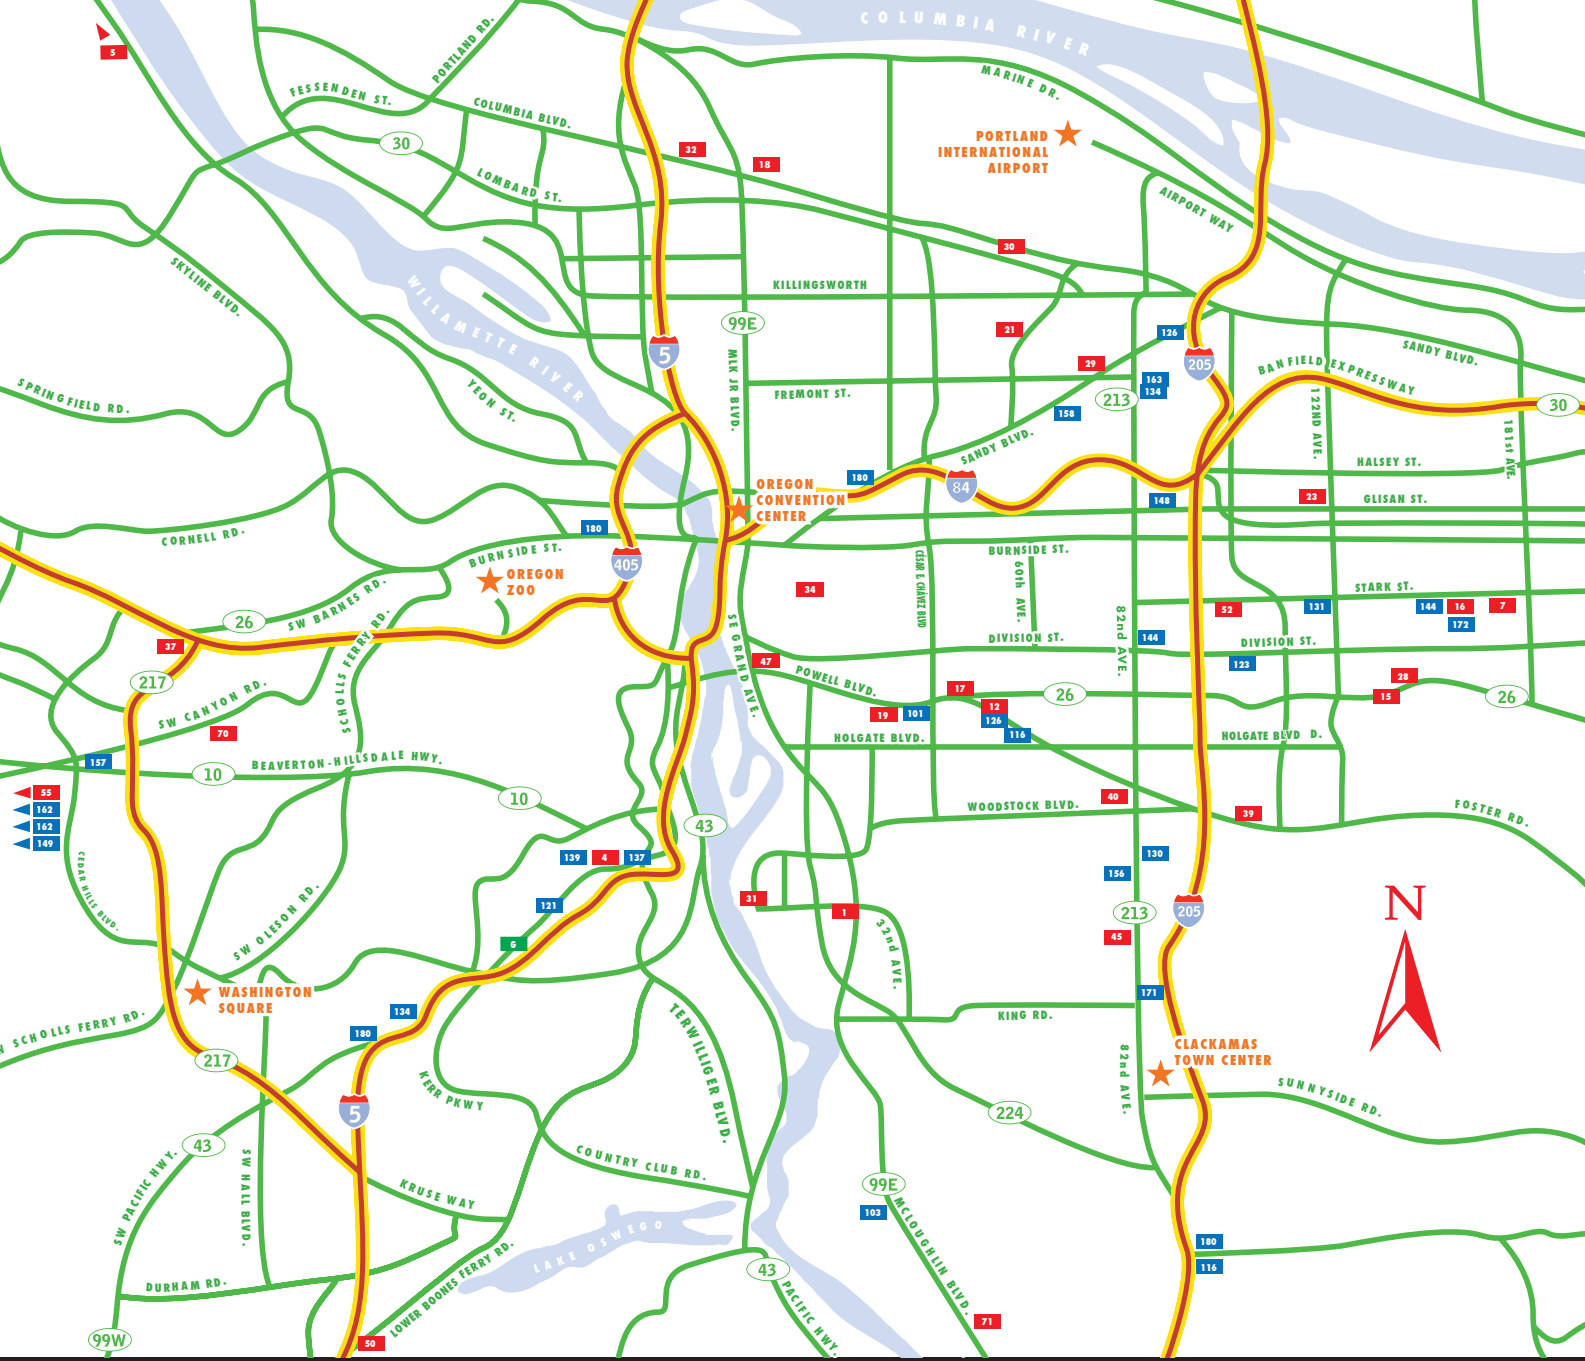 COLUMBIA RIVER
5
PORTLAND RD.
FESSENDEN ST.
COLUMBIA BLVD.
MARINE DR.
30
32
18
PORTLAND
INTERNATIONAL
AIRPORT
LOMBARD ST.
AIRPORT WAY
30
SKYLINE BLVD.
WILLAMETTE RIVER
KILLINGSWORTH
99E
21
126
5
205
SANDY BLVD.
BANFIELD EXPRESSWAY
29
163
134
213
158
MLK JR BLVD.
FREMONT ST.
SPRINGFIELD RD.
YEON ST.
122ND AVE.
30
181st AVE.
SANDY BLVD.
HALSEY ST.
180
84
OREGON
CONVENTION
CENTER
148
23
GLISAN ST.
CORNELL RD.
180
BURNSIDE ST.
405
BURNSIDE ST.
OREGON
ZOO
CÉSAR E. CHÁVEZ BLVD
60th AVE.
34
STARK ST.
SW BARNES RD.
26
52
131
144
16
7
172
82nd AVE.
SE GRAND AVE.
SCHOLLS FERRY RD.
37
DIVISION ST.
144
DIVISION ST.
123
47
217
POWELL BLVD.
28
15
26
17
26
SW CANYON RD.
19
101
12
126
116
70
HOLGATE BLVD.
HOLGATE BLVD D.
157
BEAVERTON-HILLSDALE HWY.
10
10
55
162
162
149
40
WOODSTOCK BLVD.
39
FOSTER RD.
43
CEDAR HILLS BLVD.
139
4
137
130
156
31
1
121
213
205
N
SW OLESON RD.
G
32nd AVE.
45
WASHINGTON
SQUARE
171
134
KING RD.
N SCHOLLS FERRY RD.
180
TERWILLIGER BLVD.
CLACKAMAS
TOWN CENTER
217
KERR PKWY
82nd AVE.
SUNNYSIDE RD.
5
224
43
SW PACIFIC HWY.
SW HALL BLVD.
COUNTRY CLUB RD.
KRUSE WAY
99E
103
MCLOUGHLIN BLVD.
LAKE OSWEGO
180
116
LOWER BOONES FERRY RD.
43
PACIFIC HWY.
DURHAM RD.
71
99W
50